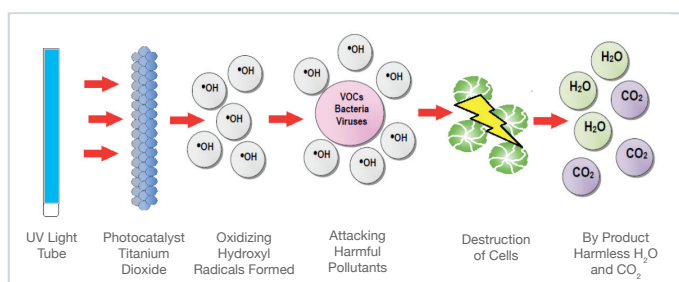 •OH
•OH
•OH
•OH
•OH
•OH
•OH
•OH
VOCs
Bacteria
Viruses
•OH
•OH
•OH
H₂O
H₂O
CO₂
H₂O
CO₂
CO₂
UV Light
Tube
Photocatalyst
Titanium
Dioxide
Oxidizing
Hydroxyl
Radicals Formed
Attacking
Harmful
Pollutants
Destruction
of Cells
By Product
Harmless H₂O
and CO₂